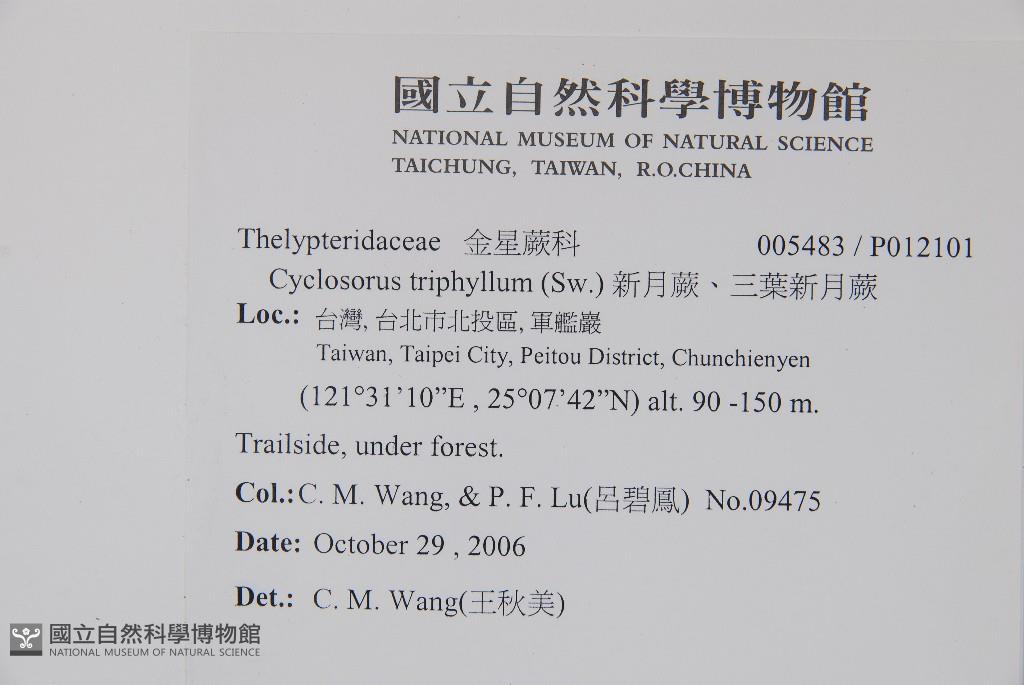 國立自然科學博物館
NATIONAL MUSEUM OF NATURAL SCIENCE
TAICHUNG, TAIWAN, R.O.CHINA
Thelypteridaceae 金星蕨科 005483 / P012101
Cyclosorus triphyllum (Sw.) 新月蕨、三葉新月蕨
Loc.: 台灣, 台北市北投區, 軍艦巖
Taiwan, Taipei City, Peitou District, Chunchienyen
(121°31’10”E , 25°07’42”N) alt. 90 -150 m.
Trailside, under forest.
Col.: C. M. Wang, & P. F. Lu(呂碧鳳) No.09475
Date: October 29 , 2006
Det.: C. M. Wang(王秋美)
國立自然科學博物館
NATIONAL MUSEUM OF NATURAL SCIENCE